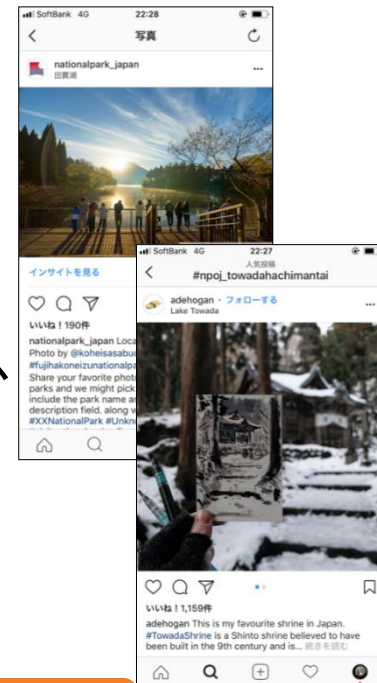 SoftBank 4G 22:28
写真
nationalpark_japan
田貫湖
インサイトを見る
いいね！190件
nationalpark_japan Loca
Photo by @koheisasabu
#fujihakoneizunationalpa
Share your favorite phot
parks and we might pick
include the park name a
description field, along w
#XXNationalPark #Unkn
SoftBank 4G 22:27
人気投稿
#npoj_towadahachimantai
adehogan・フォローする
Lake Towada
いいね！1,159件
adehogan This is my favourite shrine in Japan.
#TowadaShrine is a Shinto shrine believed to have
been built in the 9th century and is... 続きを読む